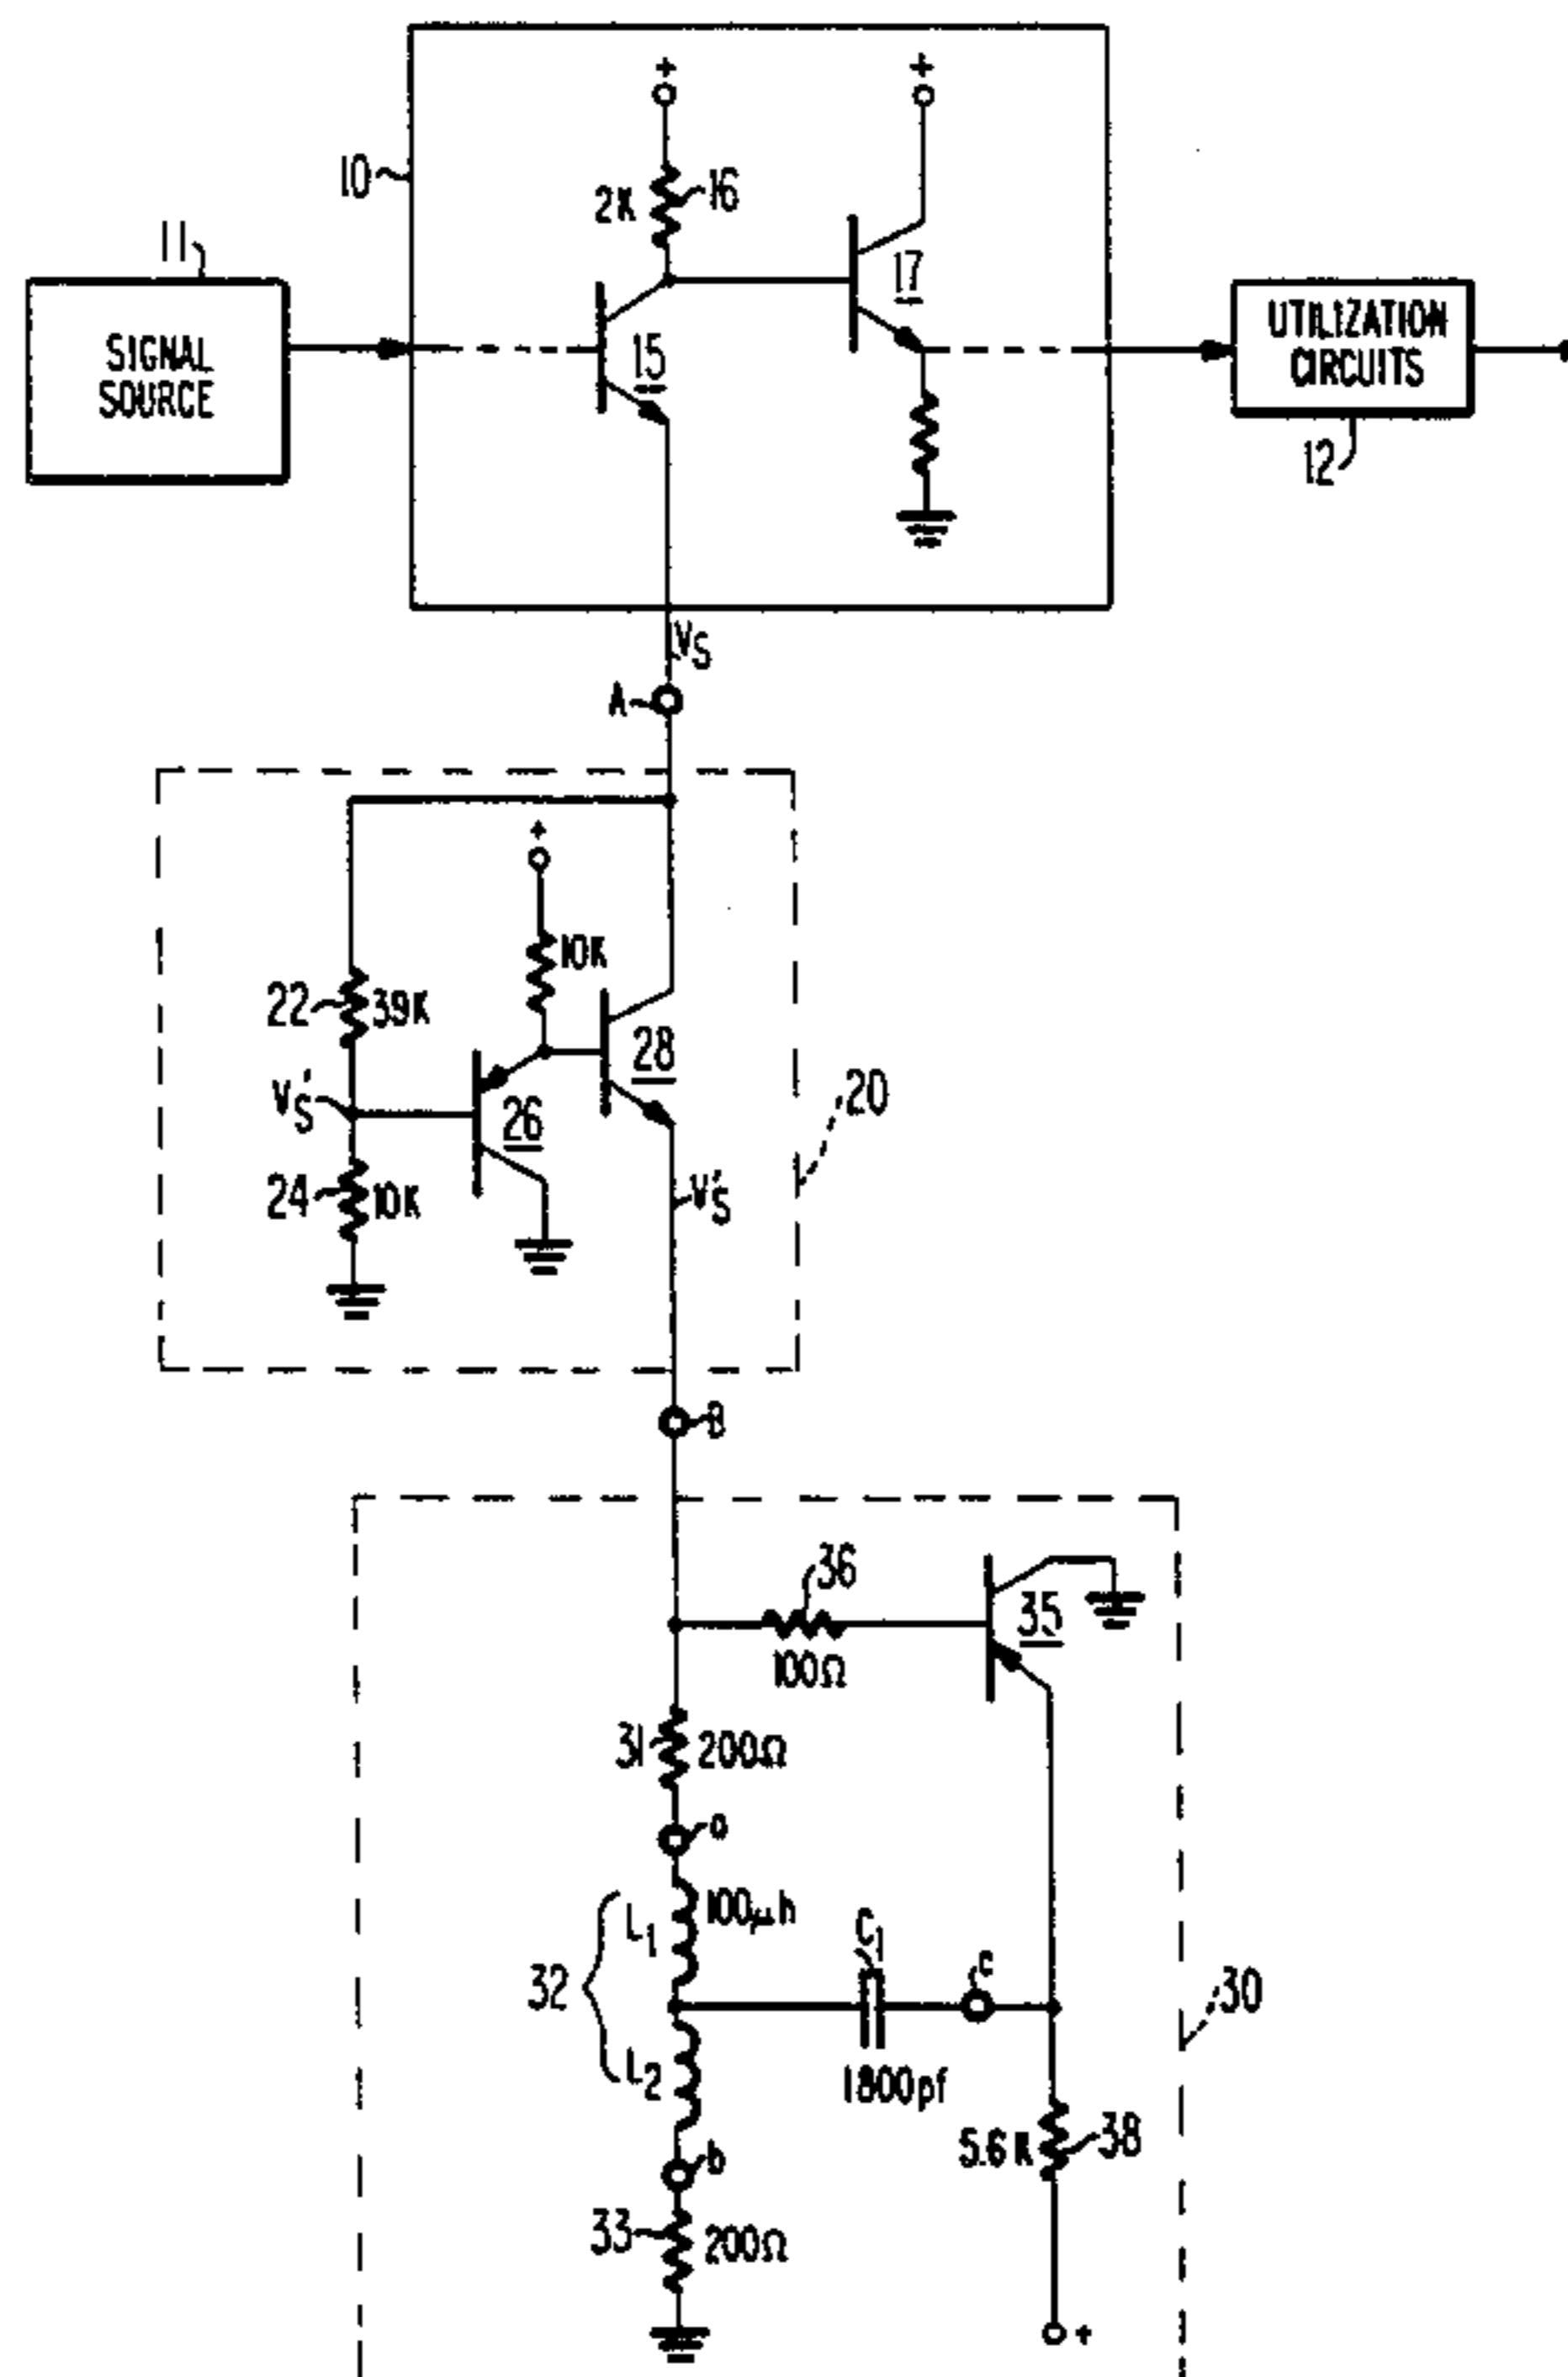 +
+
10
2K
16
11
17
SIGNAL
SOURCE
15
UTILIZATION
CIRCUITS
12
VS
A
+
10K
22
39K
28
V'S
26
20
24
10K
V'S
B
36
35
100Ω
31
200Ω
a
100μh
L1
C1
c
32
30
L2
1800pf
b
5.6K
38
33
200Ω
+